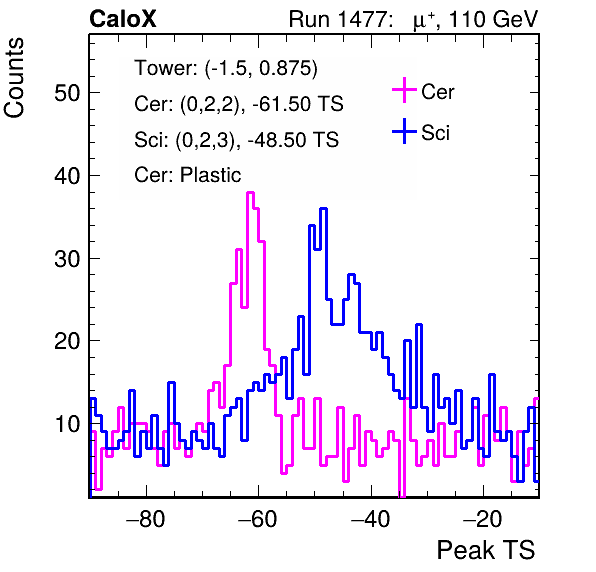 CaloX Run 1477: μ⁺, 110 GeV
Counts
Tower: (-1.5, 0.875)
Cer: (0,2,2), -61.50 TS
Sci: (0,2,3), -48.50 TS
Cer: Plastic
Cer
Sci
50
40
30
20
10
−80 −60 −40 −20
Peak TS